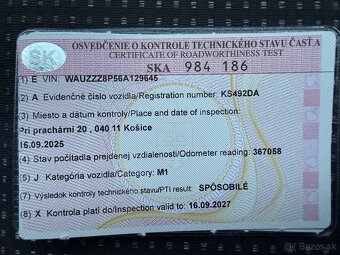 SK
OSVEDČENIE O KONTROLE TECHNICKÉHO STAVU ČASŤ A
CERTIFICATE OF ROADWORTHINESS TEST
SKA 984 186
1) E VIN: WAUZZZ8P56A129645
2) A Evidenčné číslo vozidla/Registration number: KS492DA
3) Miesto a dátum kontroly/Place and date of inspection:
Pri prachárni 20 , 040 11 Košice
16.09.2025
4) Stav počítadla prejdenej vzdialenosti/Odometer reading: 367058
5) J Kategória vozidla/Category: M1
7) Výsledok kontroly technického stavu/PTI result: SPÔSOBILÉ
8) X Kontrola platí do/Inspection valid to: 16.09.2027
bazos.sk